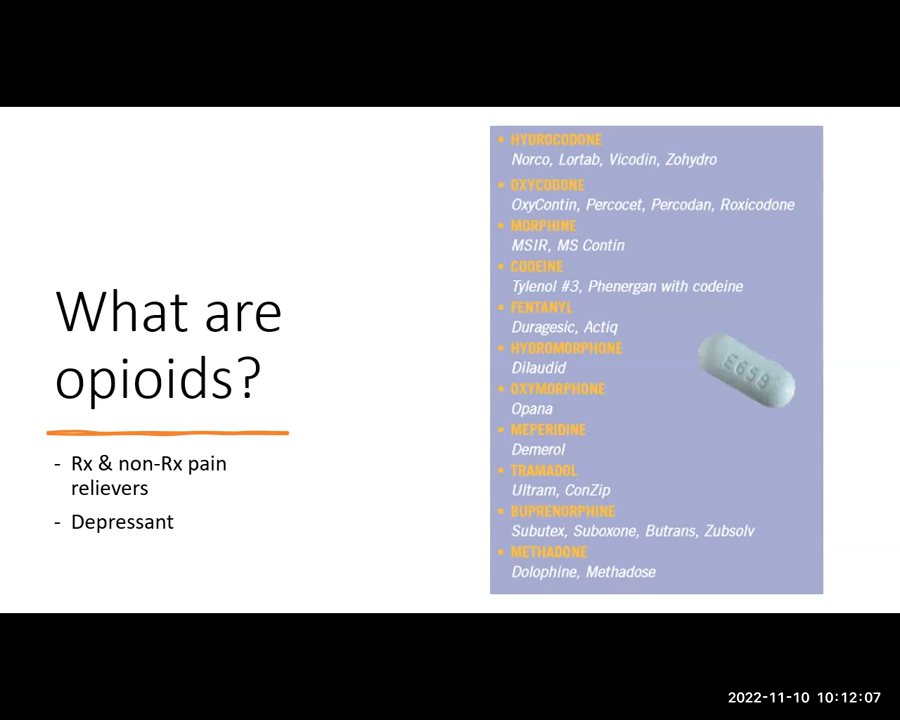 What are
opioids?
- Rx & non-Rx pain
relievers
- Depressant
• HYDROCODONE
Norco, Lortab, Vicodin, Zohydro
• OXYCODONE
OxyContin, Percocet, Percodan, Roxicodone
• MORPHINE
MSIR, MS Contin
• CODEINE
Tylenol #3, Phenergan with codeine
• FENTANYL
Duragesic, Actiq
• HYDROMORPHONE
Dilaudid
• OXYMORPHONE
Opana
• MEPERIDINE
Demerol
• TRAMADOL
Ultram, ConZip
• BUPRENORPHINE
Subutex, Suboxone, Butrans, Zubsolv
• METHADONE
Dolophine, Methadose
E658
2022-11-10 10:12:07